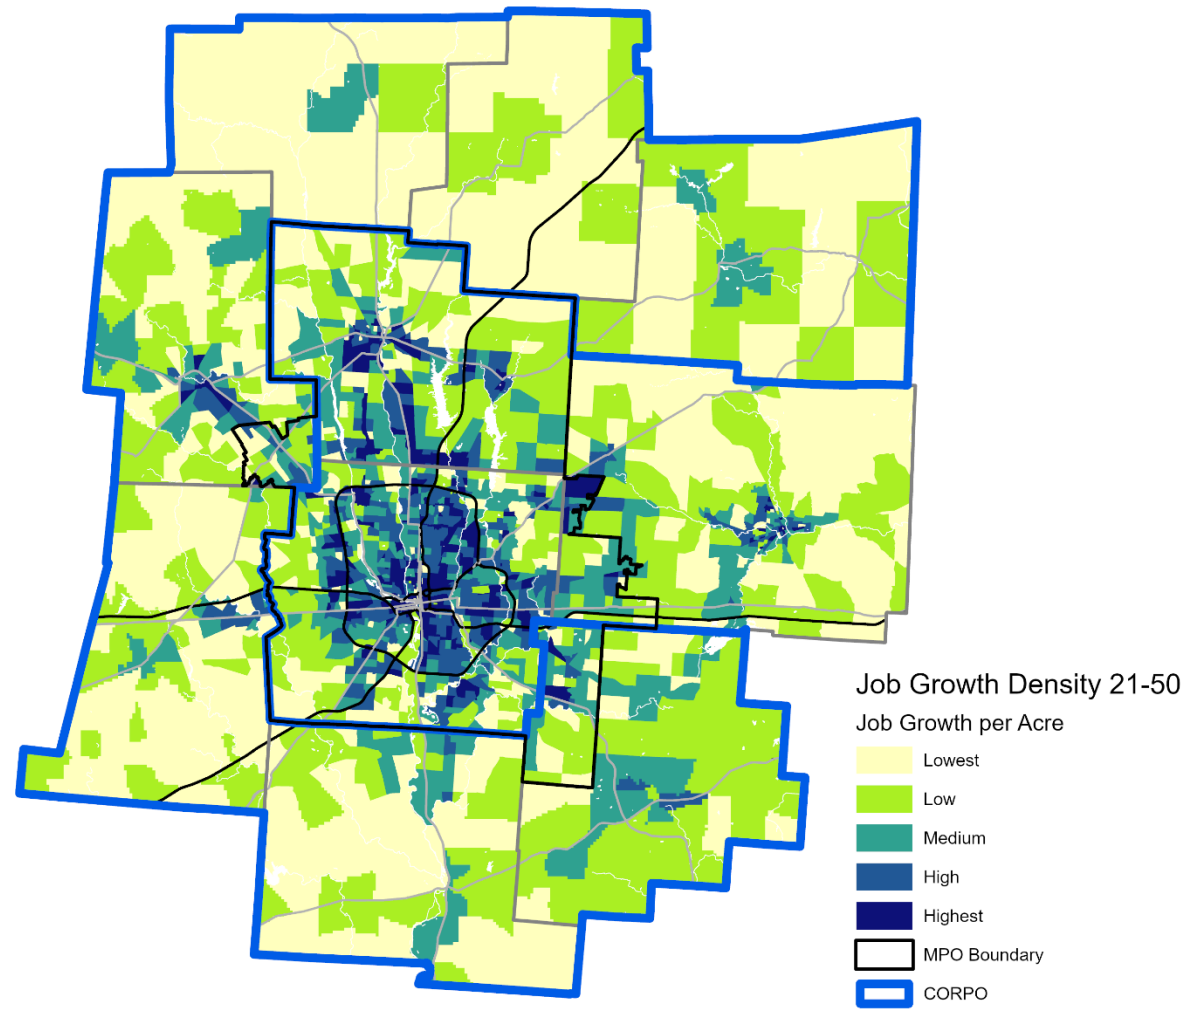 Job Growth Density 21-50
Job Growth per Acre
Lowest
Low
Medium
High
Highest
MPO Boundary
CORPO